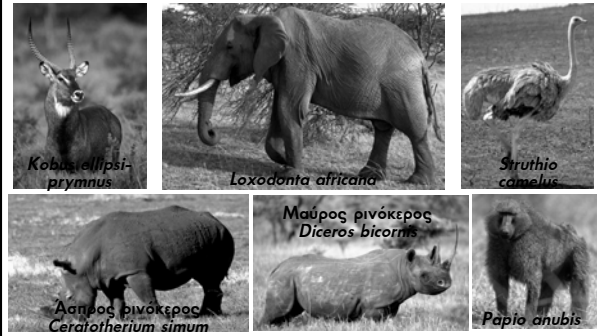 Kobus ellipsi-
prymnus
Loxodonta africana
Struthio
camelus
Άσπρος ρινόκερος
Ceratotherium simum
Μαύρος ρινόκερος
Diceros bicornis
Papio anubis